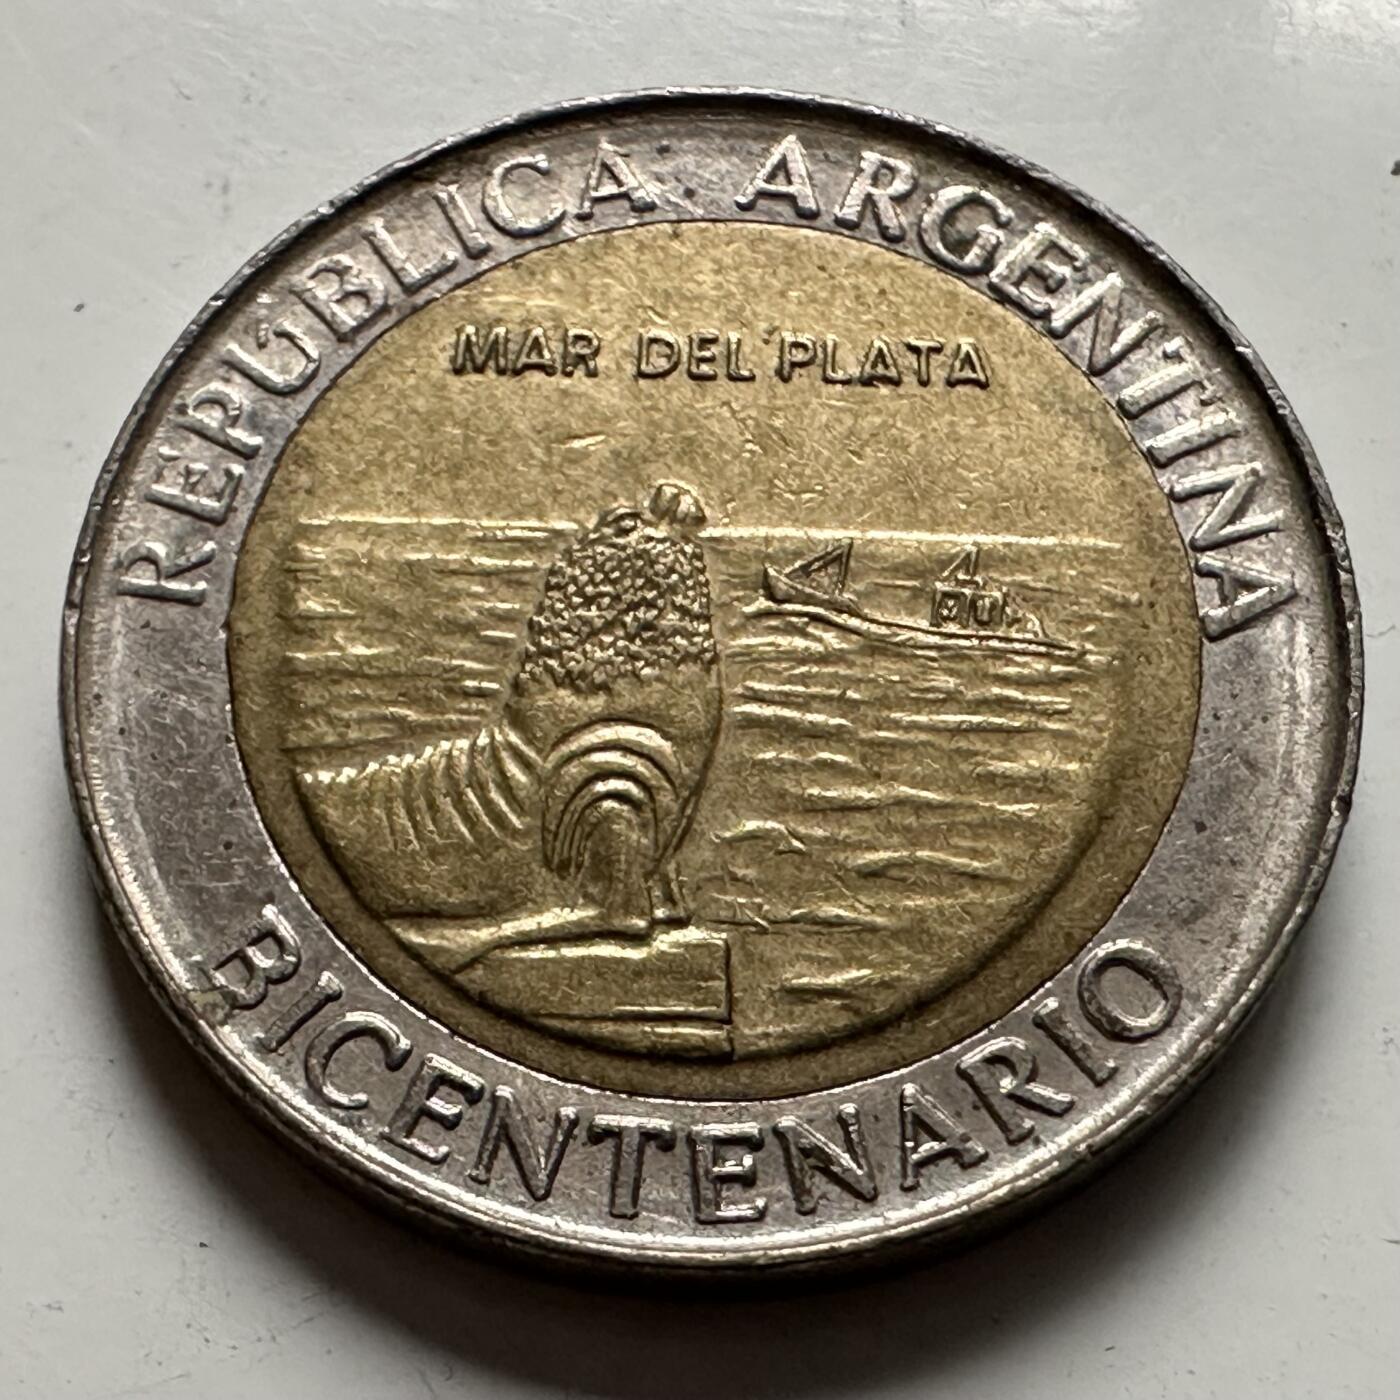 REPÚBLICA ARGENTINA
MAR DEL PLATA
BICENTENARIO